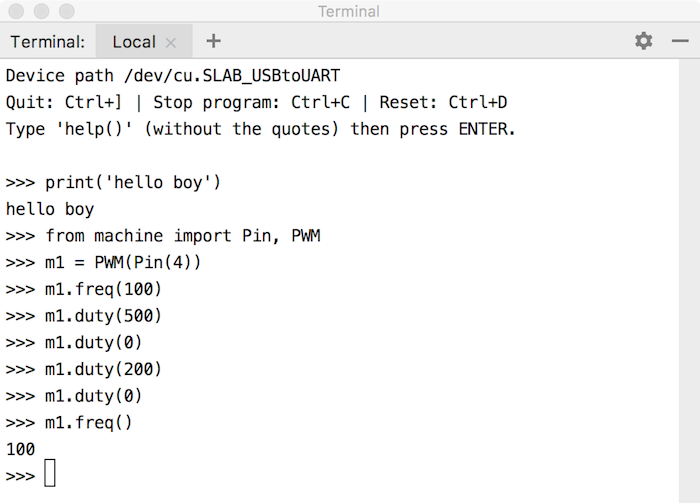 Terminal
Terminal: Local × +
Device path /dev/cu.SLAB_USBtoUART
Quit: Ctrl+] | Stop program: Ctrl+C | Reset: Ctrl+D
Type 'help()' (without the quotes) then press ENTER.
>>> print('hello boy')
hello boy
>>> from machine import Pin, PWM
>>> m1 = PWM(Pin(4))
>>> m1.freq(100)
>>> m1.duty(500)
>>> m1.duty(0)
>>> m1.duty(200)
>>> m1.duty(0)
>>> m1.freq()
100
>>>